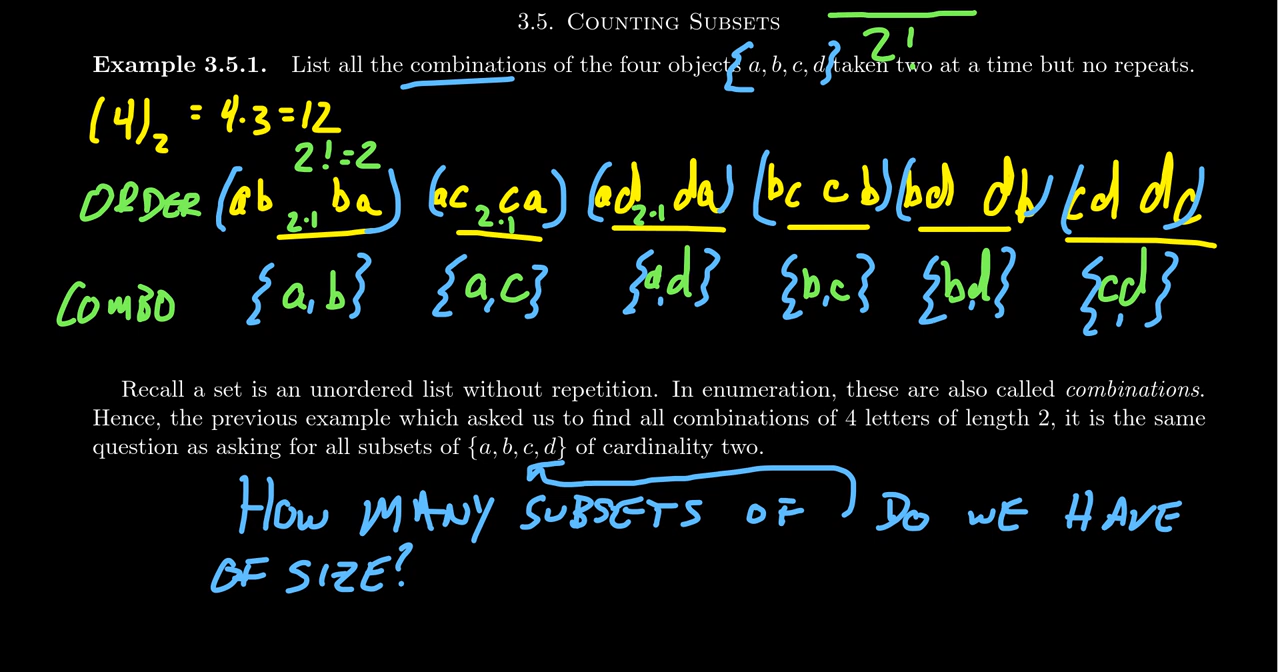 3.5. COUNTING SUBSETS
2!
Example 3.5.1. List all the combinations of the four objects { a, b, c, d } taken two at a time but no repeats.
(4)₂ = 4·3 = 12
2! = 2
ORDER (ab ba) (ac ca) (ad da) (bc cb) (bd db) (cd dc)
2·1 2·1 2·1
COMBO {a, b} {a, c} {a, d} {b, c} {b, d} {c, d}
Recall a set is an unordered list without repetition. In enumeration, these are also called combinations.
Hence, the previous example which asked us to find all combinations of 4 letters of length 2, it is the same
question as asking for all subsets of {a, b, c, d} of cardinality two.
HOW MANY SUBSETS OF DO WE HAVE
OF SIZE?